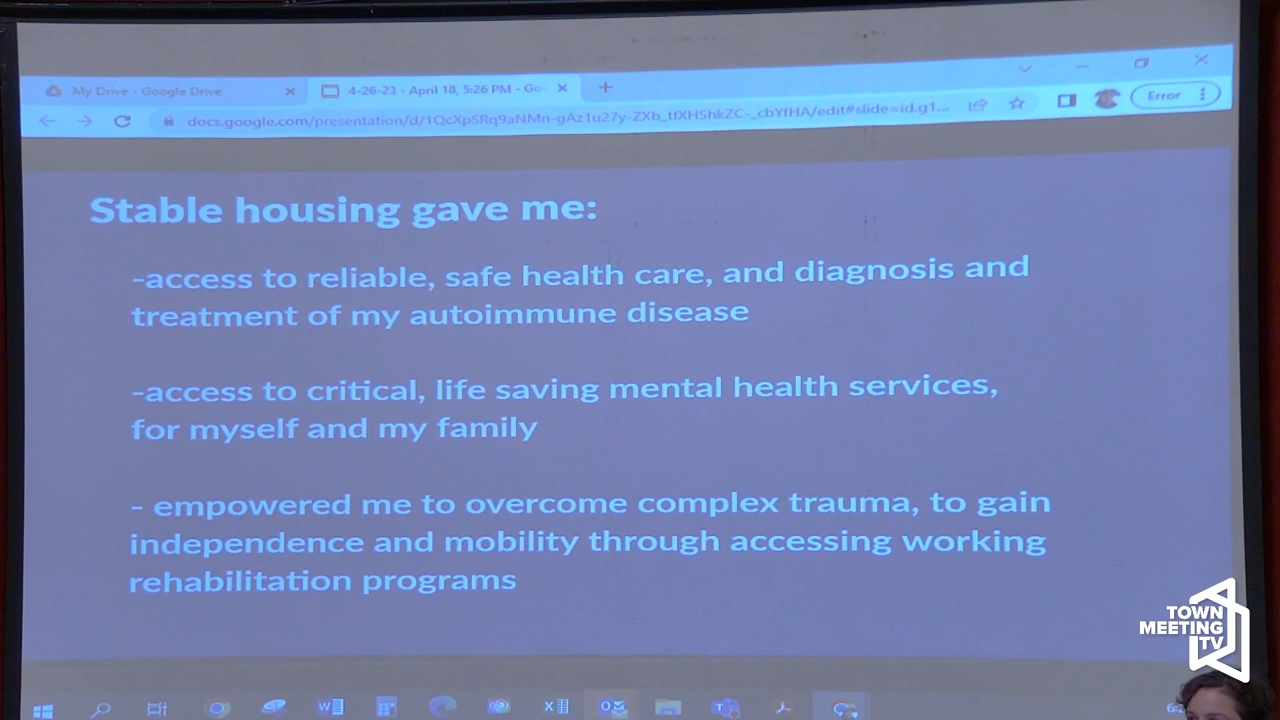 My Drive - Google Drive
4-26-23 - April 18, 5:26 PM - Go
docs.google.com/presentation/d/1QcXpSRq9aNMn-gAz1u27y-ZXb_tfXHShkZC-_cbYfHA/edit#slide=id.g1...
Error
Stable housing gave me:
-access to reliable, safe health care, and diagnosis and
treatment of my autoimmune disease
-access to critical, life saving mental health services,
for myself and my family
- empowered me to overcome complex trauma, to gain
independence and mobility through accessing working
rehabilitation programs
TOWN
MEETING
TV